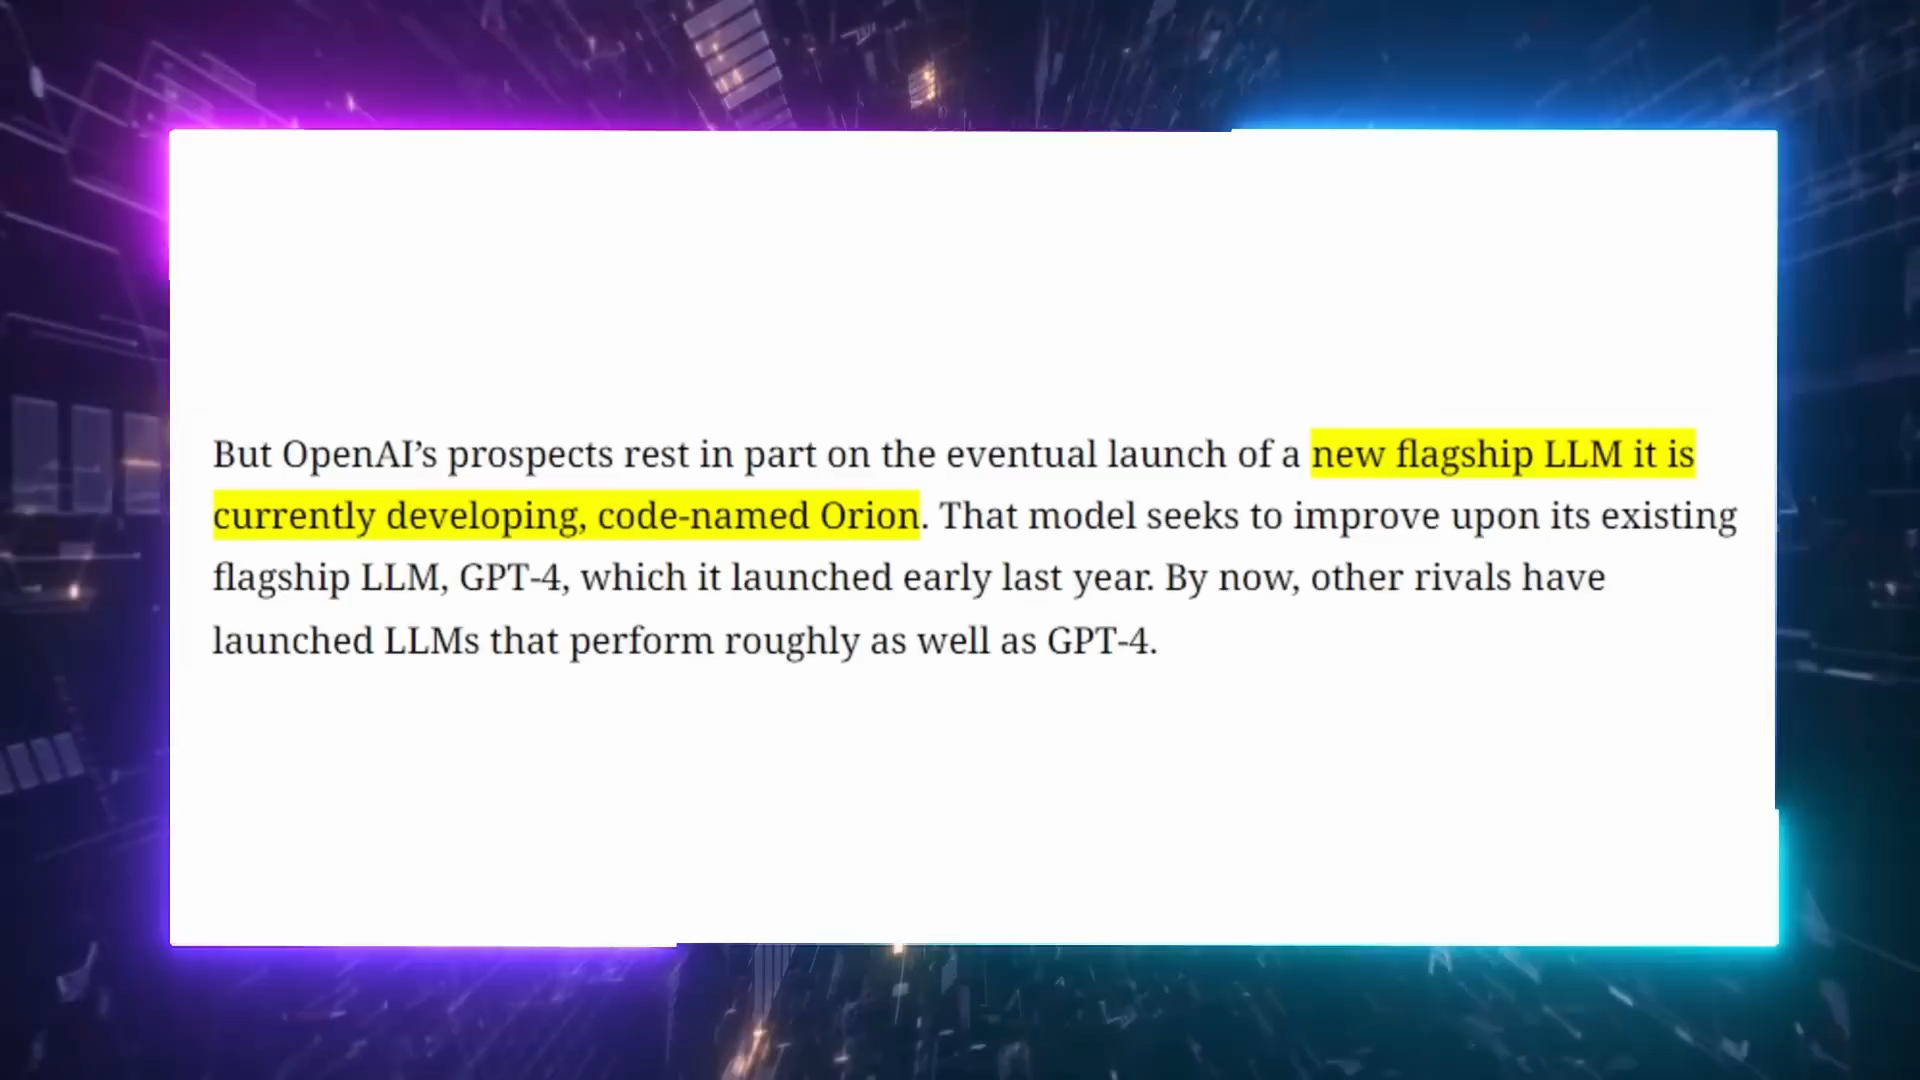 But OpenAI’s prospects rest in part on the eventual launch of a new flagship LLM it is
currently developing, code-named Orion. That model seeks to improve upon its existing
flagship LLM, GPT-4, which it launched early last year. By now, other rivals have
launched LLMs that perform roughly as well as GPT-4.